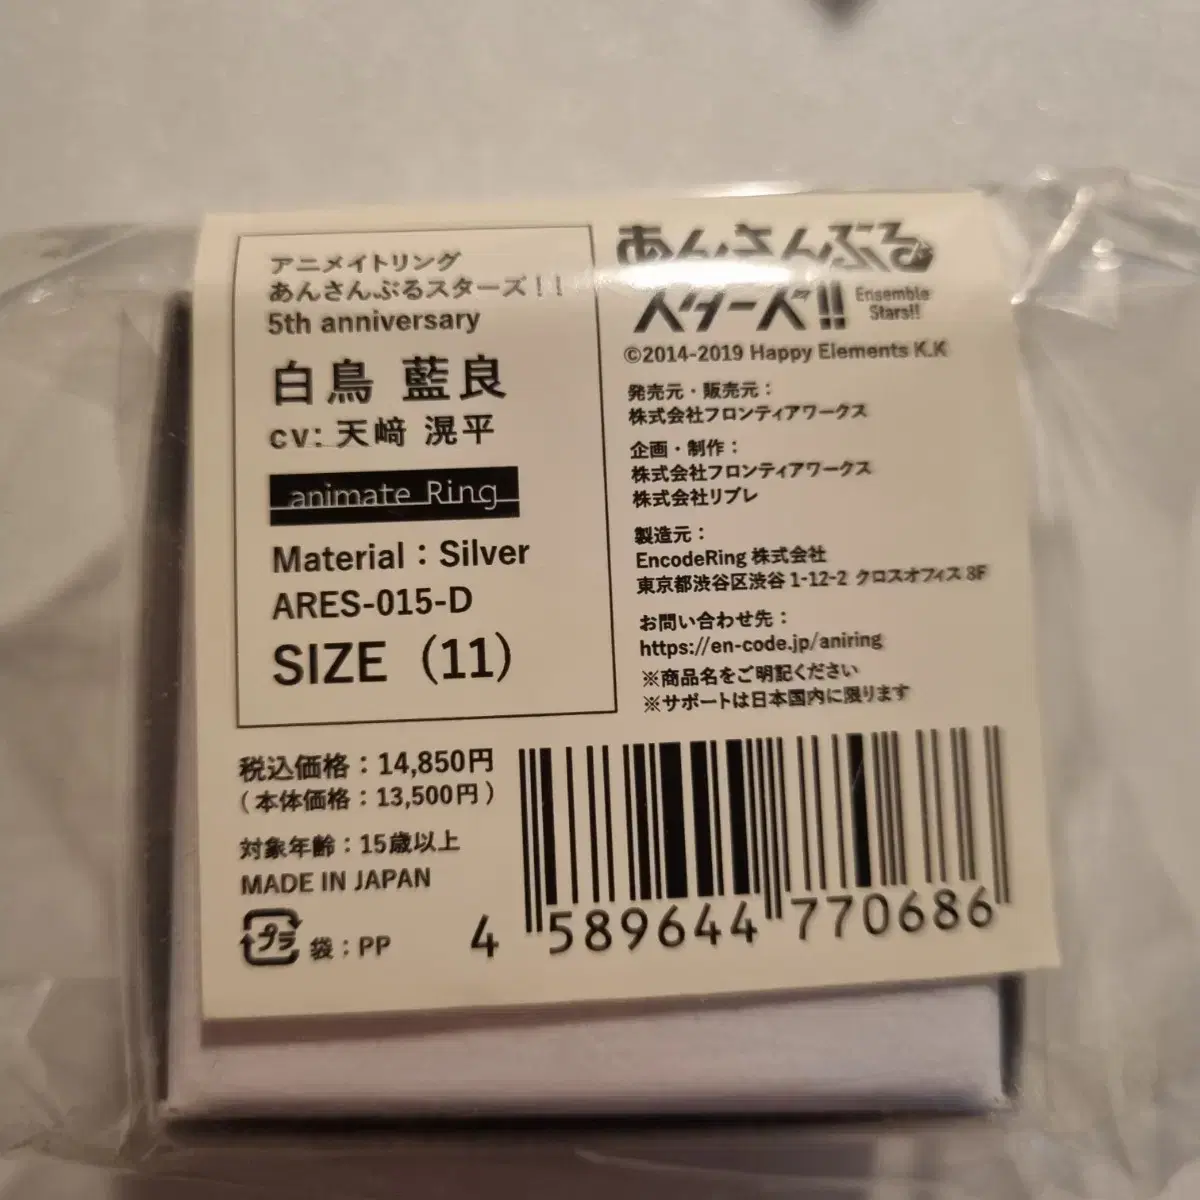 アニメイトリング
あんさんぶるスターズ！！
5th anniversary
白鳥 藍良
cv: 天﨑 滉平
animate Ring
Material：Silver
ARES-015-D
SIZE（11）
あんさんぶる
スターズ!!
Ensemble
Stars!!
©2014-2019 Happy Elements K.K
発売元・販売元：
株式会社フロンティアワークス
企画・制作：
株式会社フロンティアワークス
株式会社リブレ
製造元：
EncodeRing 株式会社
東京都渋谷区渋谷 1-12-2 クロスオフィス 8F
お問い合わせ先：
https://en-code.jp/aniring
※商品名をご明記ください
※サポートは日本国内に限ります
税込価格：14,850円
（本体価格：13,500円）
対象年齢：15歳以上
MADE IN JAPAN
プラ
袋：PP
4 589644 770686